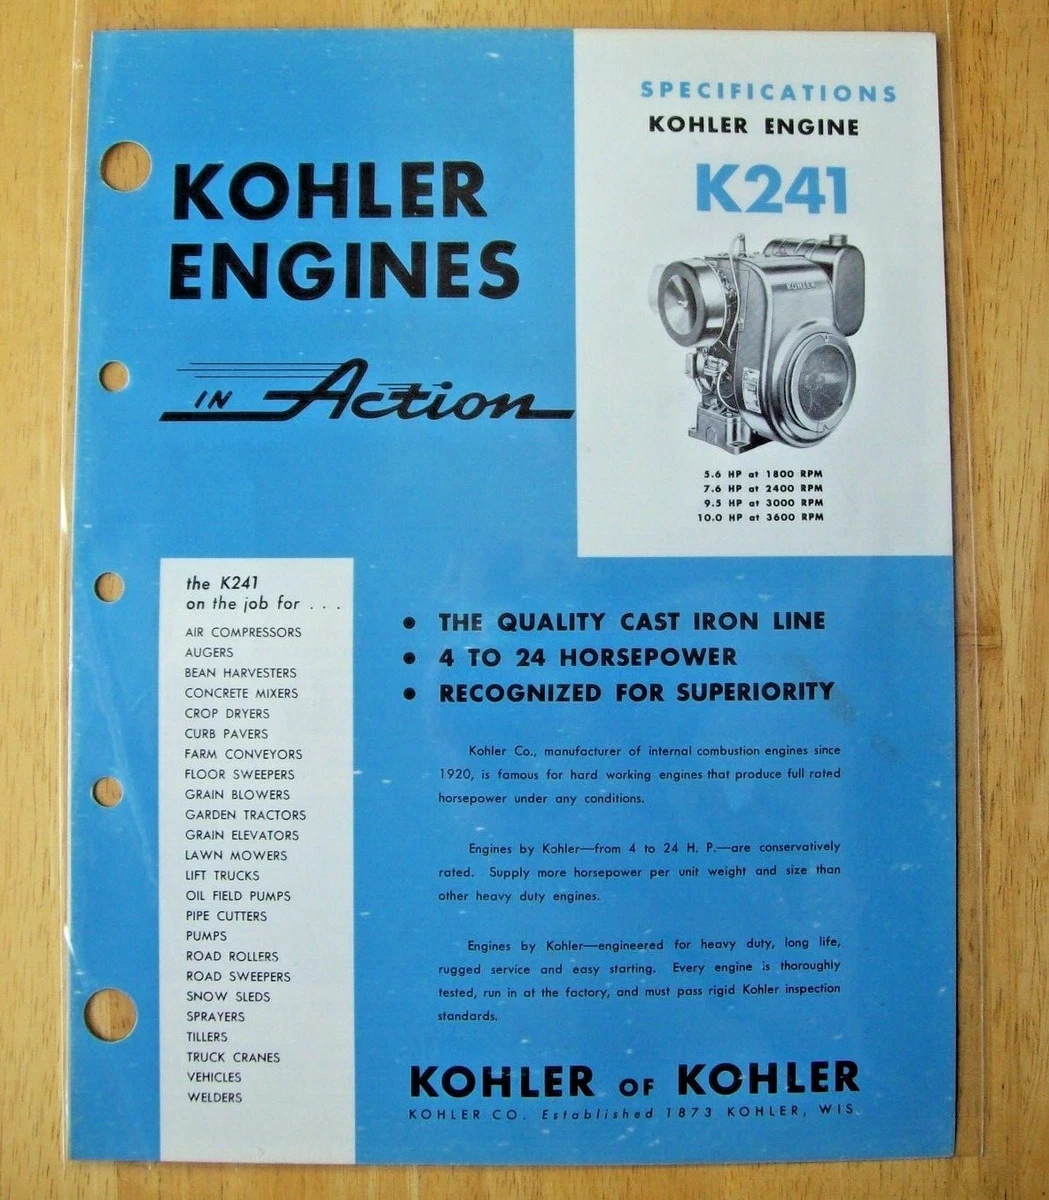 KOHLER
ENGINES
IN Action
SPECIFICATIONS
KOHLER ENGINE
K241
KOHLER
5.6 HP at 1800 RPM
7.6 HP at 2400 RPM
9.5 HP at 3000 RPM
10.0 HP at 3600 RPM
the K241
on the job for . . .
AIR COMPRESSORS
AUGERS
BEAN HARVESTERS
CONCRETE MIXERS
CROP DRYERS
CURB PAVERS
FARM CONVEYORS
FLOOR SWEEPERS
GRAIN BLOWERS
GARDEN TRACTORS
GRAIN ELEVATORS
LAWN MOWERS
LIFT TRUCKS
OIL FIELD PUMPS
PIPE CUTTERS
PUMPS
ROAD ROLLERS
ROAD SWEEPERS
SNOW SLEDS
SPRAYERS
TILLERS
TRUCK CRANES
VEHICLES
WELDERS
● THE QUALITY CAST IRON LINE
● 4 TO 24 HORSEPOWER
● RECOGNIZED FOR SUPERIORITY
Kohler Co., manufacturer of internal combustion engines since
1920, is famous for hard working engines that produce full rated
horsepower under any conditions.
Engines by Kohler—from 4 to 24 H. P.—are conservatively
rated. Supply more horsepower per unit weight and size than
other heavy duty engines.
Engines by Kohler—engineered for heavy duty, long life,
rugged service and easy starting. Every engine is thoroughly
tested, run in at the factory, and must pass rigid Kohler inspection
standards.
KOHLER OF KOHLER
KOHLER CO. Established 1873 KOHLER, WIS.